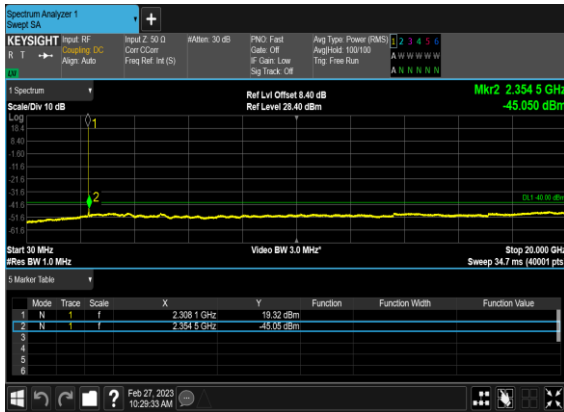 Spectrum Analyzer 1
Swept SA
+
KEYSIGHT
R T
Input: RF
Coupling: DC
Align: Auto
Input Z: 50 Ω
Corr CCorr
Freq Ref: Int (S)
#Atten: 30 dB
PNO: Fast
Gate: Off
IF Gain: Low
Sig Track: Off
Avg Type: Power (RMS)
Avg|Hold: 100/100
Trig: Free Run
1 2 3 4 5 6
A W W W W W
A N N N N N
1 Spectrum
Scale/Div 10 dB
Ref Lvl Offset 8.40 dB
Ref Level 28.40 dBm
Mkr2 2.354 5 GHz
-45.050 dBm
Log
18.4
8.40
-1.60
-11.6
-21.6
-31.6
-41.6
-51.6
-61.6
1
2
DL1 -40.00 dBm
Start 30 MHz
#Res BW 1.0 MHz
Video BW 3.0 MHz*
Stop 20.000 GHz
Sweep 34.7 ms (40001 pts)
5 Marker Table
Mode Trace Scale X Y Function Function Width Function Value
1 N 1 f 2.308 1 GHz 19.32 dBm
2 N 1 f 2.354 5 GHz -45.05 dBm
3
4
5
6
?
Feb 27, 2023
10:29:33 AM